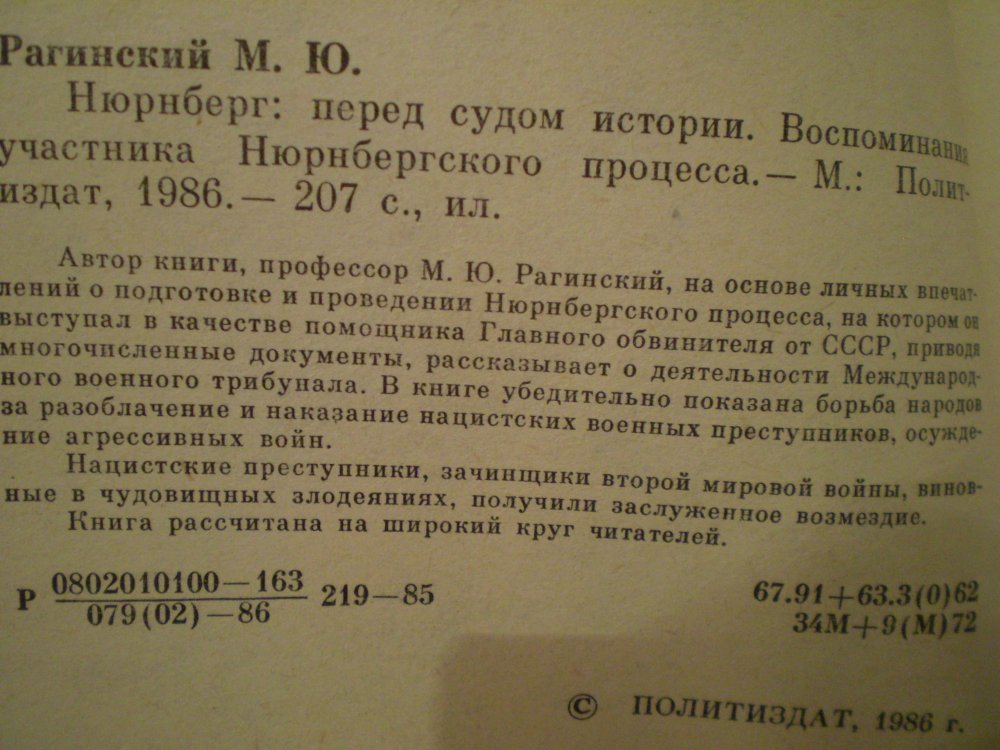 Рагинский М. Ю.
Нюрнберг: перед судом истории. Воспоминания
участника Нюрнбергского процесса.— М.: Полит-
издат, 1986.— 207 с., ил.
Автор книги, профессор М. Ю. Рагинский, на основе личных впечат-
лений о подготовке и проведении Нюрнбергского процесса, на котором он
выступал в качестве помощника Главного обвинителя от СССР, приводя
многочисленные документы, рассказывает о деятельности Международ-
ного военного трибунала. В книге убедительно показана борьба народов
за разоблачение и наказание нацистских военных преступников, осужде-
ние агрессивных войн.
Нацистские преступники, зачинщики второй мировой войны, винов-
ные в чудовищных злодеяниях, получили заслуженное возмездие.
Книга рассчитана на широкий круг читателей.
Р 0802010100—163 219—85
079(02)—86
67.91+63.3(0)62
34М+9(М)72
© ПОЛИТИЗДАТ, 1986 г.